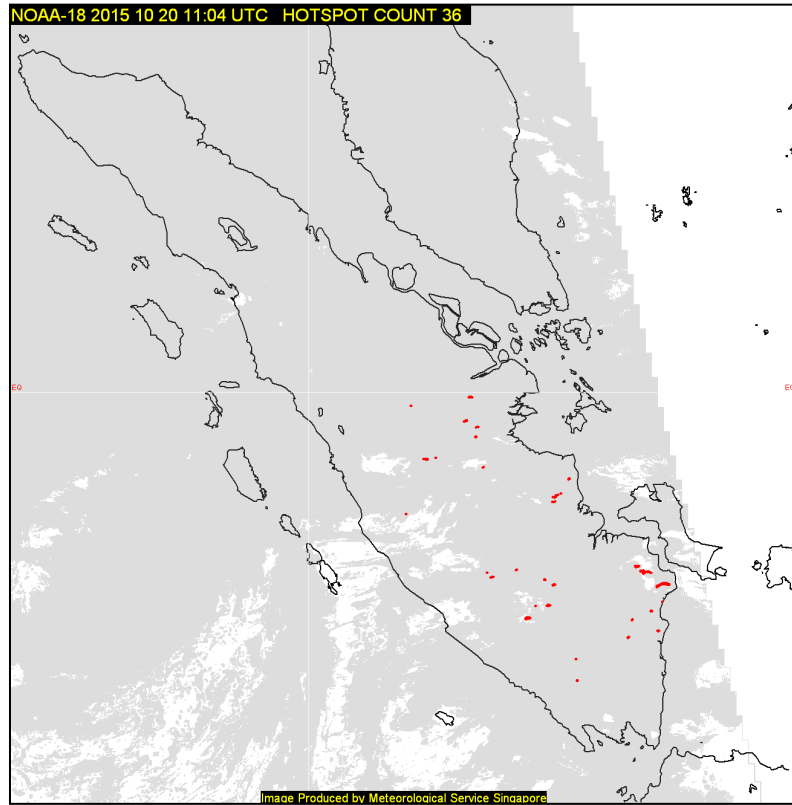 NOAA-18 2015 10 20 11:04 UTC HOTSPOT COUNT 36
EQ
EQ
Image Produced by Meteorological Service Singapore